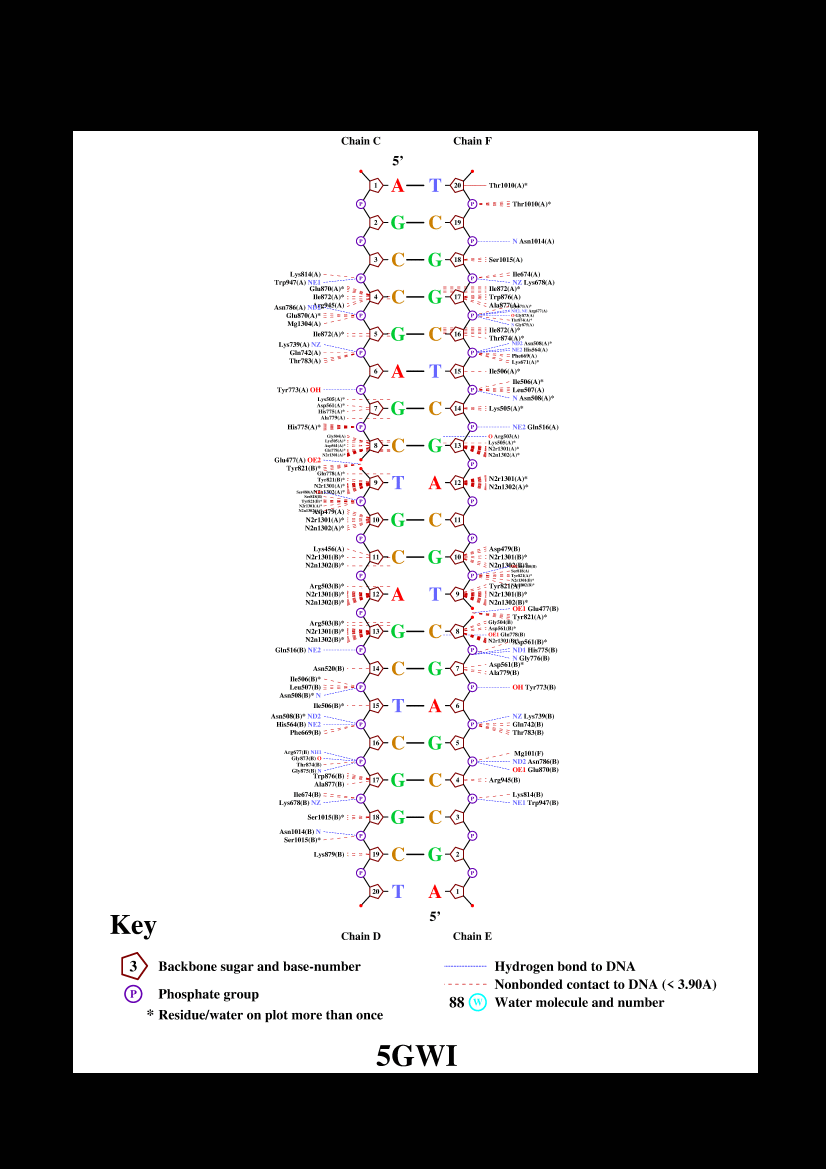 Chain C Chain F
5’
1 A T 20 Thr1010(A)*
P P Thr1010(A)*
2 G C 19
P P N Asn1014(A)
3 C G 18 Ser1015(A)
Lys814(A) Ile674(A)
Trp947(A) NE1 P P NZ Lys678(A)
Glu870(A)* Ile872(A)*
Ile872(A)* 4 C G 17 Trp876(A)
Arg945(A) Ala877(A)
Asn786(A)
Glu870(A)* P P
Mg1304(A)
Ile872(A)* 5 G C 16 Ile872(A)*
Thr874(A)*
Lys739(A) NZ Asn508(A)*
Gln742(A) P P NE2 His564(A)
Thr783(A) Phe669(A)
Lys671(A)*
6 A T 15 Ile506(A)*
Ile506(A)*
Tyr773(A) OH P P Leu507(A)
N Asn508(A)*
Lys505(A)*
Asp561(A)* 7 G C 14 Lys505(A)*
His775(A)*
Ala779(A)
His775(A)* P P NE2 Gln516(A)
8 C G 13 O Arg503(A)
Lys505(A)*
N2r1301(A)*
N2n1302(A)*
Glu477(A) OE2 P
Tyr821(B)*
Glu778(A)*
Tyr821(B)* 9 T A 12 N2r1301(A)*
N2r1301(A)* N2n1302(A)*
N2n1302(A)*
P P
Asp479(A)
N2r1301(A)* 10 G C 11
N2n1302(A)*
P P
Lys456(A) Asp479(B)
N2r1301(B)* 11 C G 10 N2r1301(B)*
N2n1302(B)* N2n1302(B)*
P P
Arg503(B)* Tyr821(A)*
N2r1301(B)* 12 A T 9 N2r1301(B)*
N2n1302(B)* N2n1302(B)*
P OE1 Glu477(B)
Tyr821(A)*
Arg503(B)* Gly504(B)
N2r1301(B)* 13 G C 8 Asp561(B)*
N2n1302(B)* OE1 Glu778(B)
Asp561(B)*
Gln516(B) NE2 P P ND1 His775(B)
N Gly776(B)
Asn520(B) 14 C G 7 Asp561(B)*
Ala779(B)
Ile506(B)*
Leu507(B) P P OH Tyr773(B)
Asn508(B)* N
Ile506(B)* 15 T A 6
Asn508(B)* ND2 NZ Lys739(B)
His564(B) NE2 P P Gln742(B)
Phe669(B) Thr783(B)
16 C G 5
Arg677(B) NH1 Mg101(F)
Gly873(B) O P P ND2 Asn786(B)
Thr874(B) OE1 Glu870(B)
Gly875(B) N
Trp876(B) 17 G C 4 Arg945(B)
Ala877(B)
Ile674(B) Lys814(B)
Lys678(B) NZ P P NE1 Trp947(B)
Ser1015(B)* 18 G C 3
Asn1014(B) N P P
Ser1015(B)*
Lys879(B) 19 C G 2
P P
20 T A 1
5’
Key
Chain D Chain E
3 Backbone sugar and base-number
Hydrogen bond to DNA
Nonbonded contact to DNA (< 3.90A)
P Phosphate group
88 W Water molecule and number
* Residue/water on plot more than once
5GWI